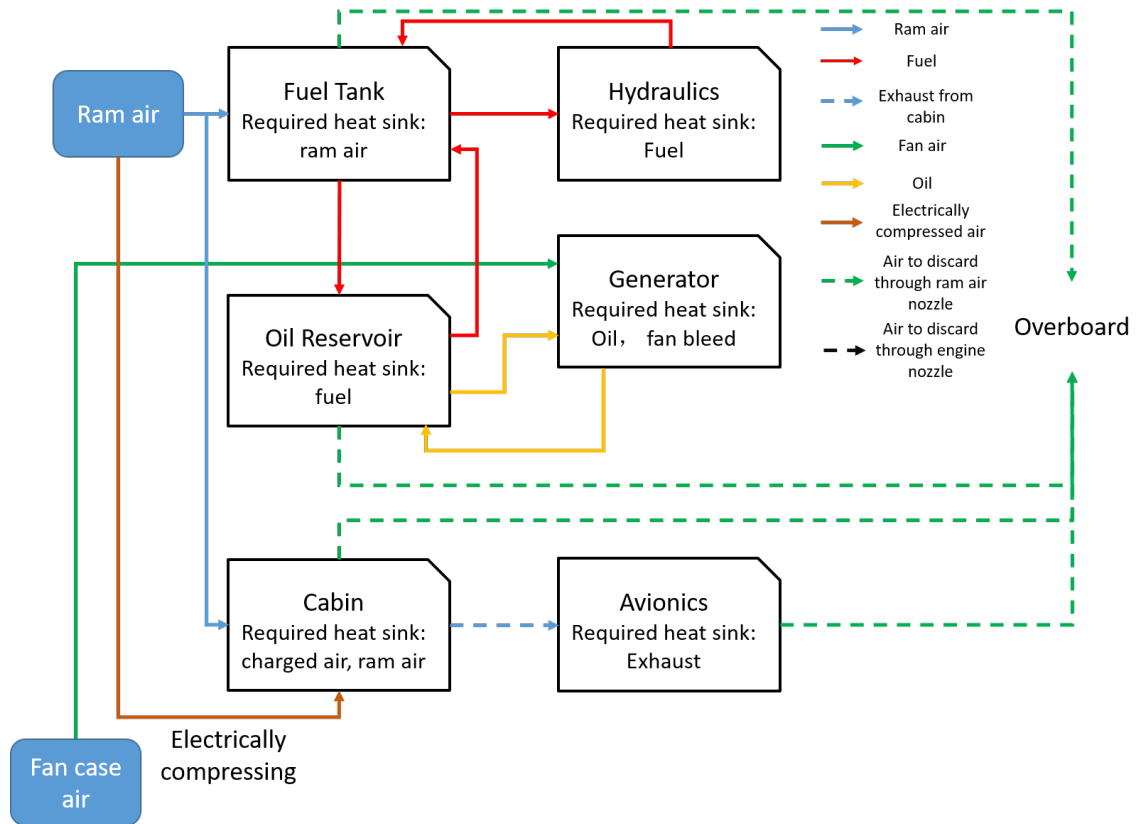 Ram air
Fuel Tank
Required heat sink:
ram air
Hydraulics
Required heat sink:
Fuel
Generator
Required heat sink:
Oil， fan bleed
Oil Reservoir
Required heat sink:
fuel
Cabin
Required heat sink:
charged air, ram air
Avionics
Required heat sink:
Exhaust
Electrically
compressing
Fan case
air
Ram air
Fuel
Exhaust from
cabin
Fan air
Oil
Electrically
compressed air
Air to discard
through ram air
nozzle
Air to discard
through engine
nozzle
Overboard